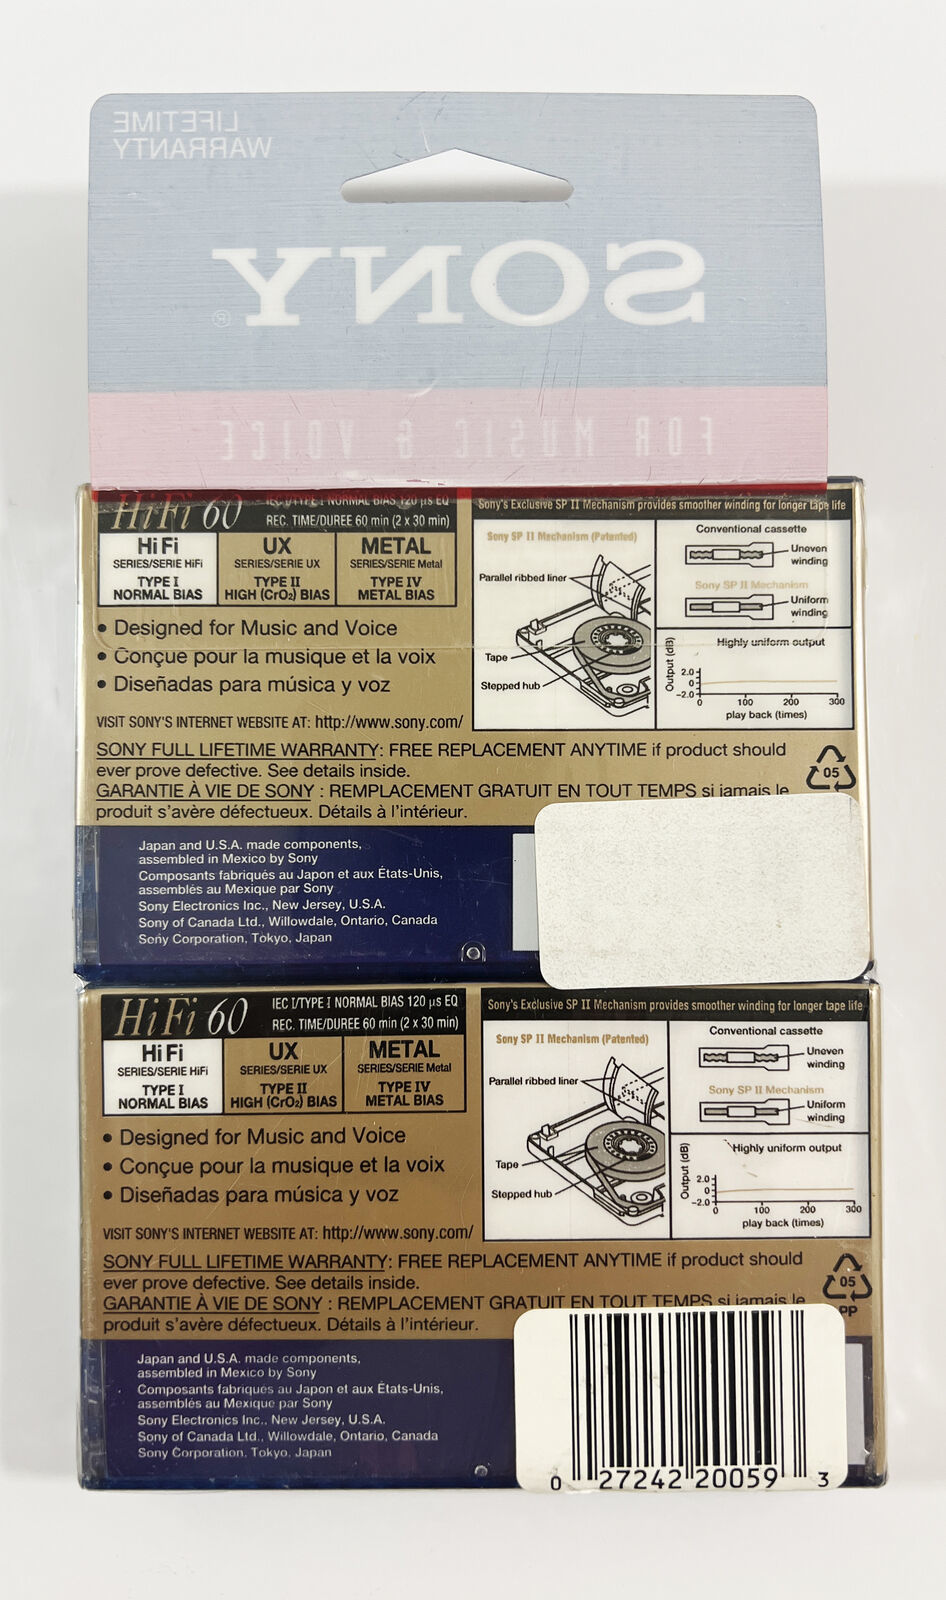 LIFETIME
WARRANTY
SONY®
FOR MUSIC & VOICE
HiFi 60
IEC I/TYPE I NORMAL BIAS 120 µs EQ
REC. TIME/DUREE 60 min (2 x 30 min)
HiFi
SERIES/SERIE HiFi
TYPE I
NORMAL BIAS
UX
SERIES/SERIE UX
TYPE II
HIGH (CrO₂) BIAS
METAL
SERIES/SERIE Metal
TYPE IV
METAL BIAS
• Designed for Music and Voice
• Conçue pour la musique et la voix
• Diseñadas para música y voz
VISIT SONY'S INTERNET WEBSITE AT: http://www.sony.com/
Sony's Exclusive SP II Mechanism provides smoother winding for longer tape life
Sony SP II Mechanism (Patented)
Parallel ribbed liner
Tape
Stepped hub
Conventional cassette
Uneven
winding
Sony SP II Mechanism
Uniform
winding
Highly uniform output
Output (dB)
2.0
0
-2.0
0 100 200 300
play back (times)
SONY FULL LIFETIME WARRANTY: FREE REPLACEMENT ANYTIME if product should
ever prove defective. See details inside.
GARANTIE À VIE DE SONY : REMPLACEMENT GRATUIT EN TOUT TEMPS si jamais le
produit s'avère défectueux. Détails à l'intérieur.
05
Japan and U.S.A. made components,
assembled in Mexico by Sony
Composants fabriqués au Japon et aux États-Unis,
assemblés au Mexique par Sony
Sony Electronics Inc., New Jersey, U.S.A.
Sony of Canada Ltd., Willowdale, Ontario, Canada
Sony Corporation, Tokyo, Japan
HiFi 60
IEC I/TYPE I NORMAL BIAS 120 µs EQ
REC. TIME/DUREE 60 min (2 x 30 min)
HiFi
SERIES/SERIE HiFi
TYPE I
NORMAL BIAS
UX
SERIES/SERIE UX
TYPE II
HIGH (CrO₂) BIAS
METAL
SERIES/SERIE Metal
TYPE IV
METAL BIAS
• Designed for Music and Voice
• Conçue pour la musique et la voix
• Diseñadas para música y voz
VISIT SONY'S INTERNET WEBSITE AT: http://www.sony.com/
Sony's Exclusive SP II Mechanism provides smoother winding for longer tape life
Sony SP II Mechanism (Patented)
Parallel ribbed liner
Tape
Stepped hub
Conventional cassette
Uneven
winding
Sony SP II Mechanism
Uniform
winding
Highly uniform output
Output (dB)
2.0
0
-2.0
0 100 200 300
play back (times)
SONY FULL LIFETIME WARRANTY: FREE REPLACEMENT ANYTIME if product should
ever prove defective. See details inside.
GARANTIE À VIE DE SONY : REMPLACEMENT GRATUIT EN TOUT TEMPS si jamais le
produit s'avère défectueux. Détails à l'intérieur.
05
PP
Japan and U.S.A. made components,
assembled in Mexico by Sony
Composants fabriqués au Japon et aux États-Unis,
assemblés au Mexique par Sony
Sony Electronics Inc., New Jersey, U.S.A.
Sony of Canada Ltd., Willowdale, Ontario, Canada
Sony Corporation, Tokyo, Japan
0 27242 20059 3